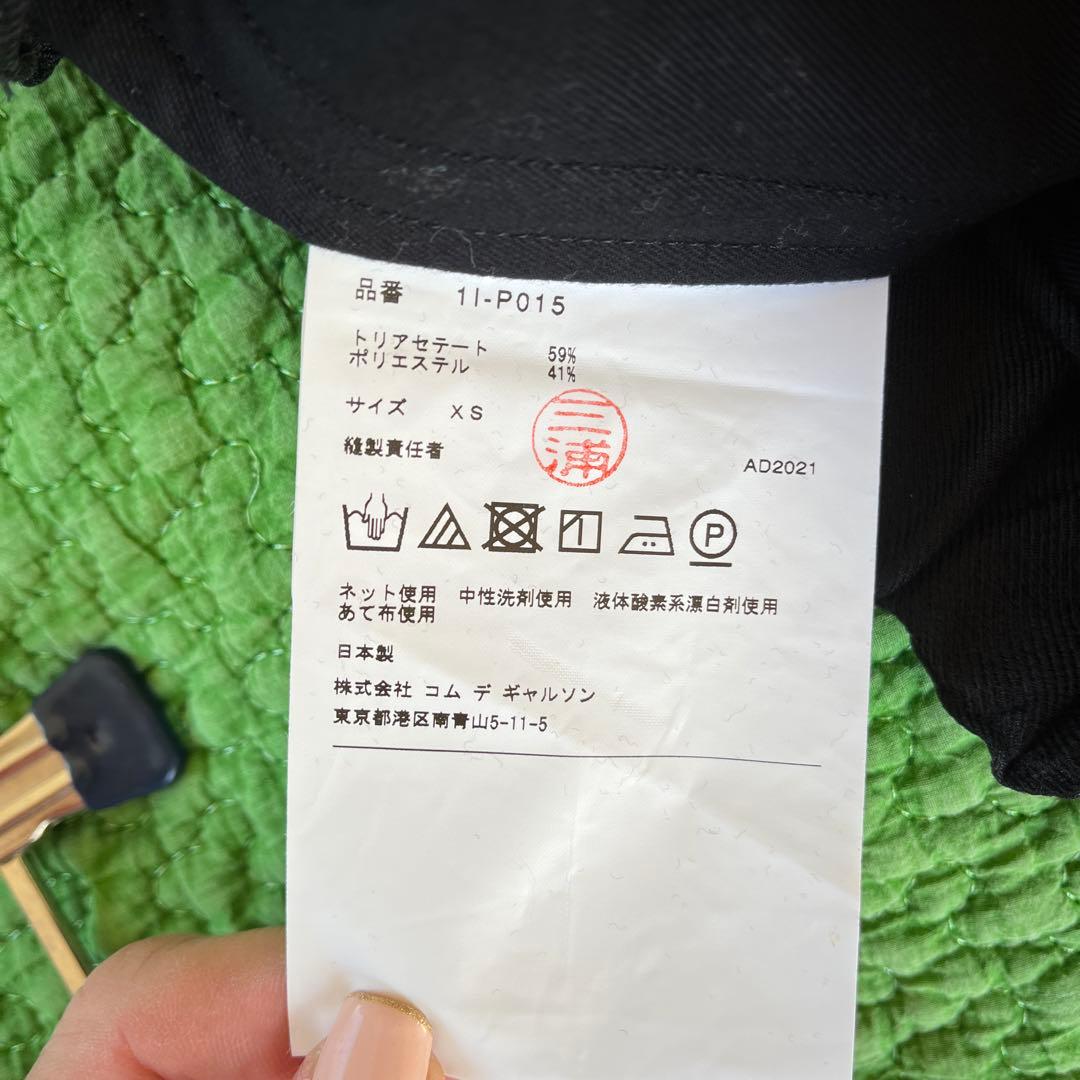 品番 1I-P015
トリアセテート 59%
ポリエステル 41%
サイズ XS
三浦
縫製責任者
AD2021
P
ネット使用 中性洗剤使用 液体酸素系漂白剤使用
あて布使用
日本製
株式会社 コム デ ギャルソン
東京都港区南青山5-11-5